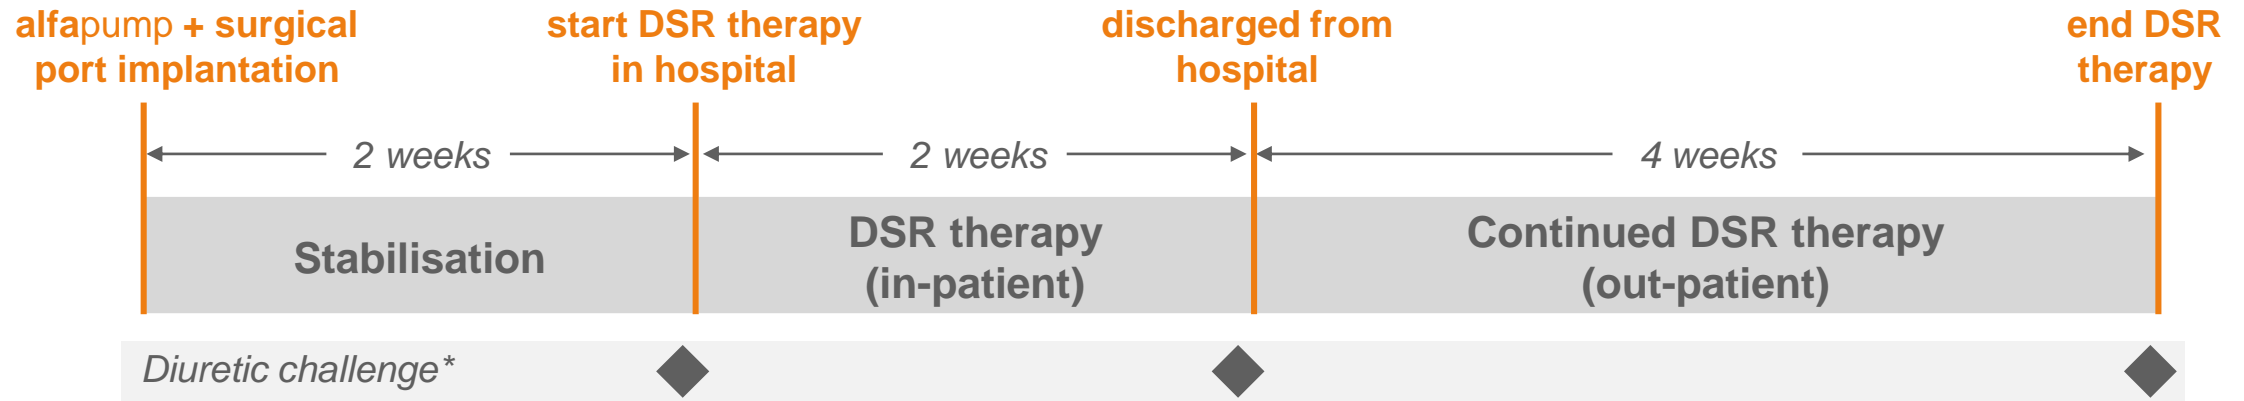 alfapump + surgical
port implantation
start DSR therapy
in hospital
discharged from
hospital
end DSR
therapy
2 weeks
2 weeks
4 weeks
Stabilisation
DSR therapy
(in-patient)
Continued DSR therapy
(out-patient)
Diuretic challenge*